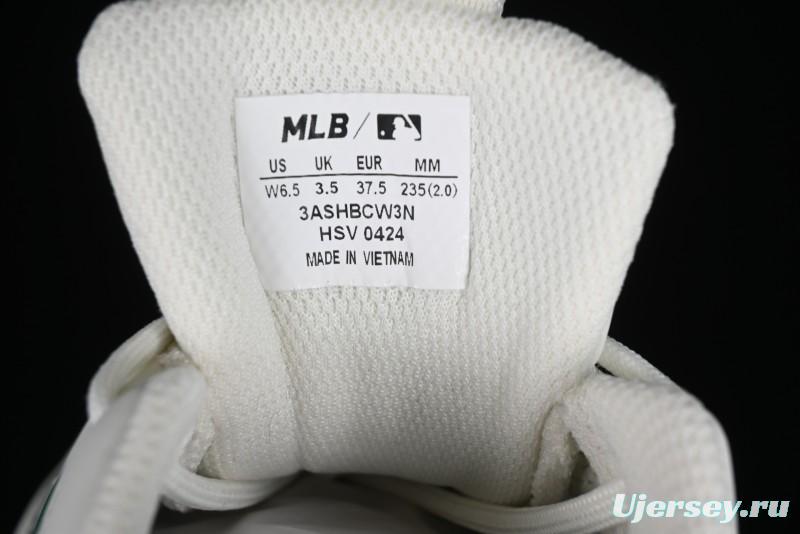 MLB /
US UK EUR MM
W6.5 3.5 37.5 235(2.0)
3ASHBCW3N
HSV 0424
MADE IN VIETNAM
Ujersey.ru